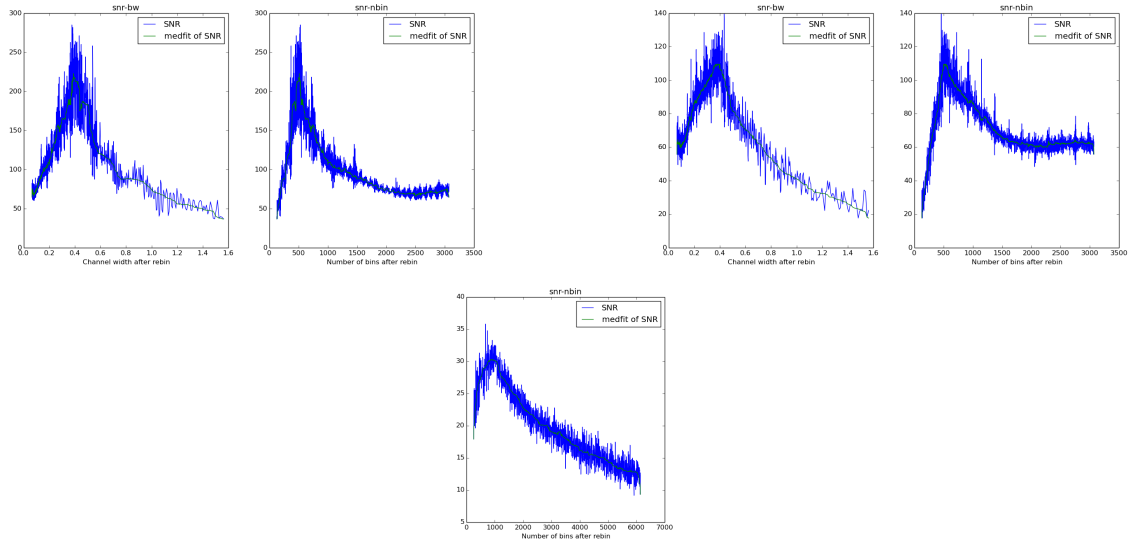 snr-bw
300
250
200
150
100
50
0
SNR
medfit of SNR
0.0 0.2 0.4 0.6 0.8 1.0 1.2 1.4 1.6
Channel width after rebin
snr-nbin
300
250
200
150
100
50
0
SNR
medfit of SNR
0 500 1000 1500 2000 2500 3000 3500
Number of bins after rebin
snr-bw
140
120
100
80
60
40
20
0
SNR
medfit of SNR
0.0 0.2 0.4 0.6 0.8 1.0 1.2 1.4 1.6
Channel width after rebin
snr-nbin
140
120
100
80
60
40
20
0
SNR
medfit of SNR
0 500 1000 1500 2000 2500 3000 3500
Number of bins after rebin
snr-nbin
40
35
30
25
20
15
10
5
SNR
medfit of SNR
0 1000 2000 3000 4000 5000 6000 7000
Number of bins after rebin